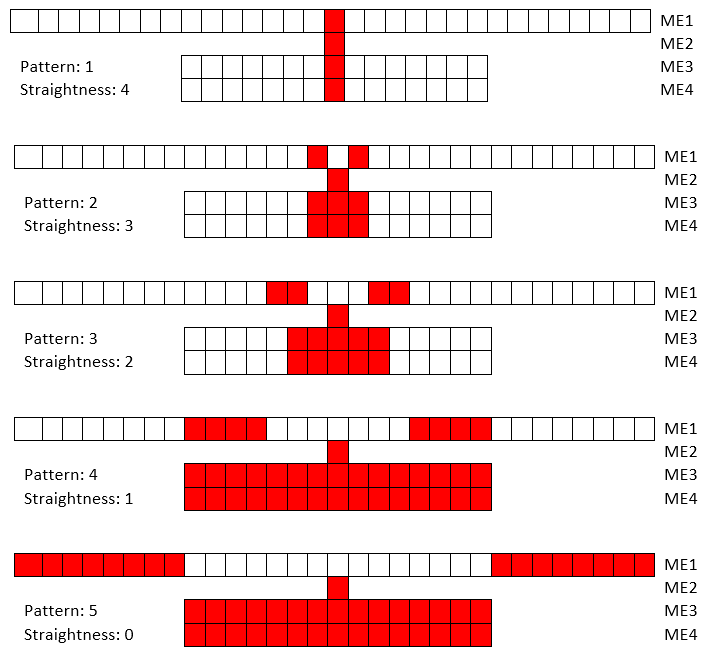 ME1
ME2
Pattern: 1 ME3
Straightness: 4 ME4
ME1
ME2
Pattern: 2 ME3
Straightness: 3 ME4
ME1
ME2
Pattern: 3 ME3
Straightness: 2 ME4
ME1
ME2
Pattern: 4 ME3
Straightness: 1 ME4
ME1
ME2
Pattern: 5 ME3
Straightness: 0 ME4